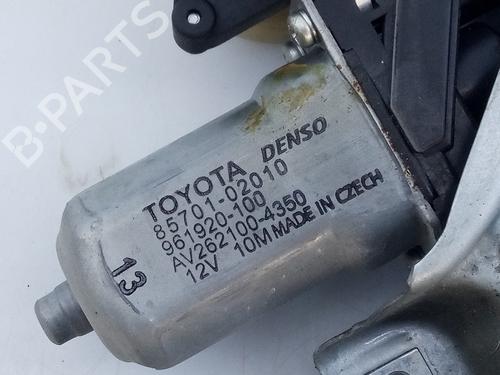 B-PARTS
TOYOTA DENSO
85701-02010
961920-100
AV262100-4350
12V 10M MADE IN CZECH
13